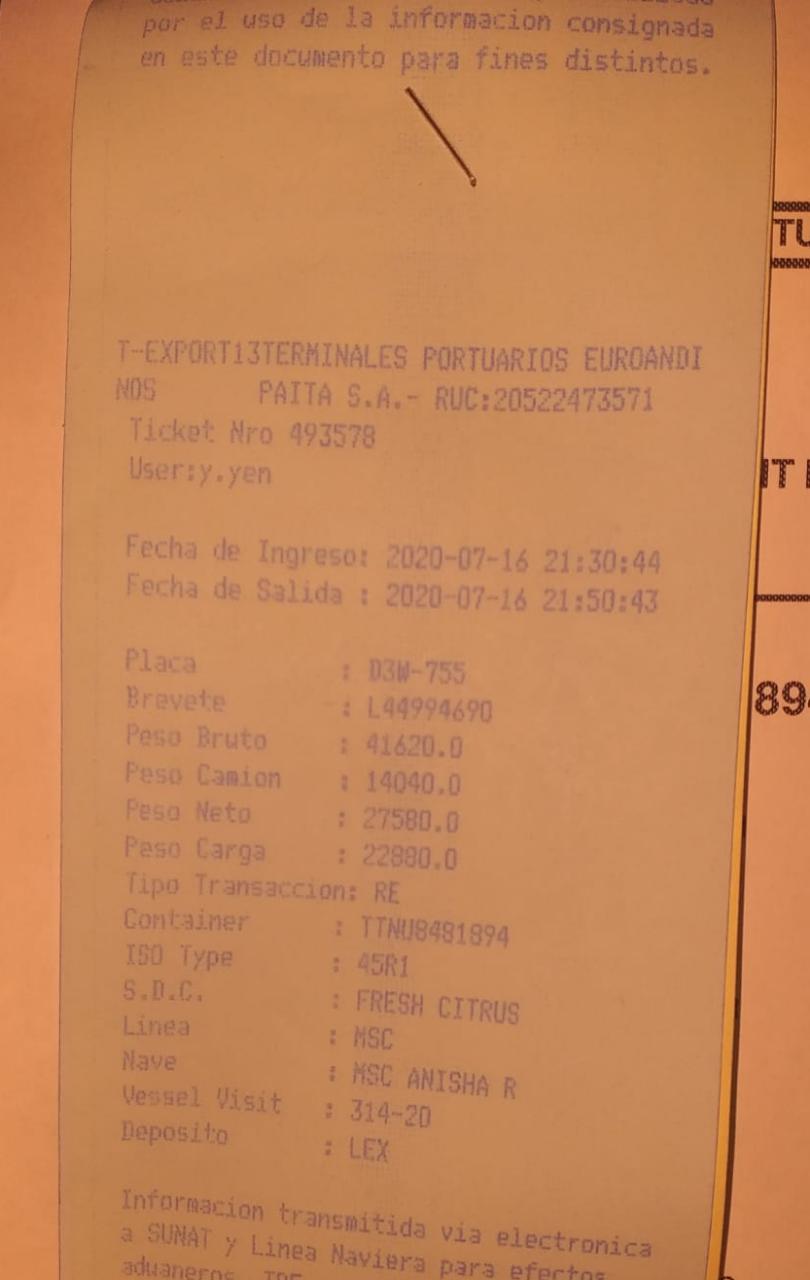 por el uso de la informacion consignada
en este documento para fines distintos.
T-EXPORT13TERMINALES PORTUARIOS EUROANDI
NOS PAITA S.A.- RUC:20522473571
Ticket Nro 493578
User:y.yen
Fecha de Ingreso: 2020-07-16 21:30:44
Fecha de Salida : 2020-07-16 21:50:43
Placa : D3W-755
Brevete : L44994690
Peso Bruto : 41620.0
Peso Camion : 14040.0
Peso Neto : 27580.0
Peso Carga : 22880.0
Tipo Transaccion: RE
Container : TTNU8481894
ISO Type : 45R1
S.D.C. : FRESH CITRUS
Linea : MSC
Nave : MSC ANISHA R
Vessel Visit : 314-20
Deposito : LEX
Informacion transmitida via electronica
a SUNAT y Linea Naviera para efectos
aduaneros.
TU
IT
894